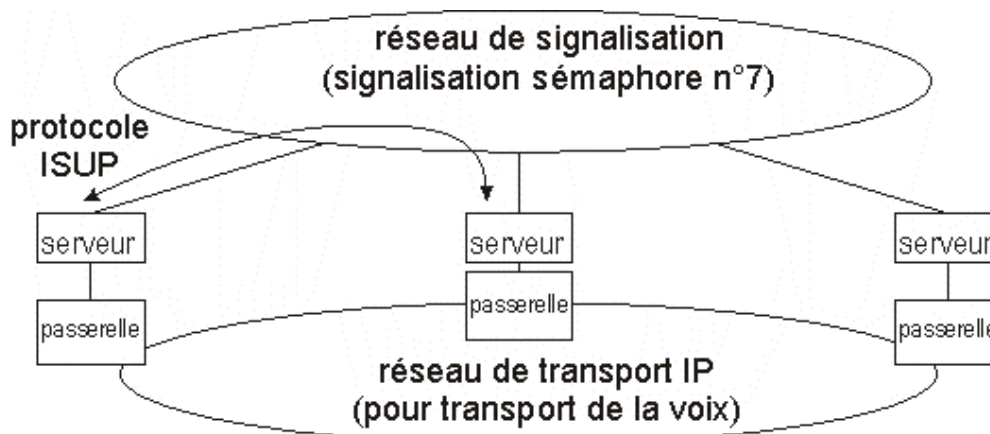 réseau de signalisation
(signalisation sémaphore n°7)
protocole
ISUP
serveur
serveur
serveur
passerelle
passerelle
passerelle
réseau de transport IP
(pour transport de la voix)